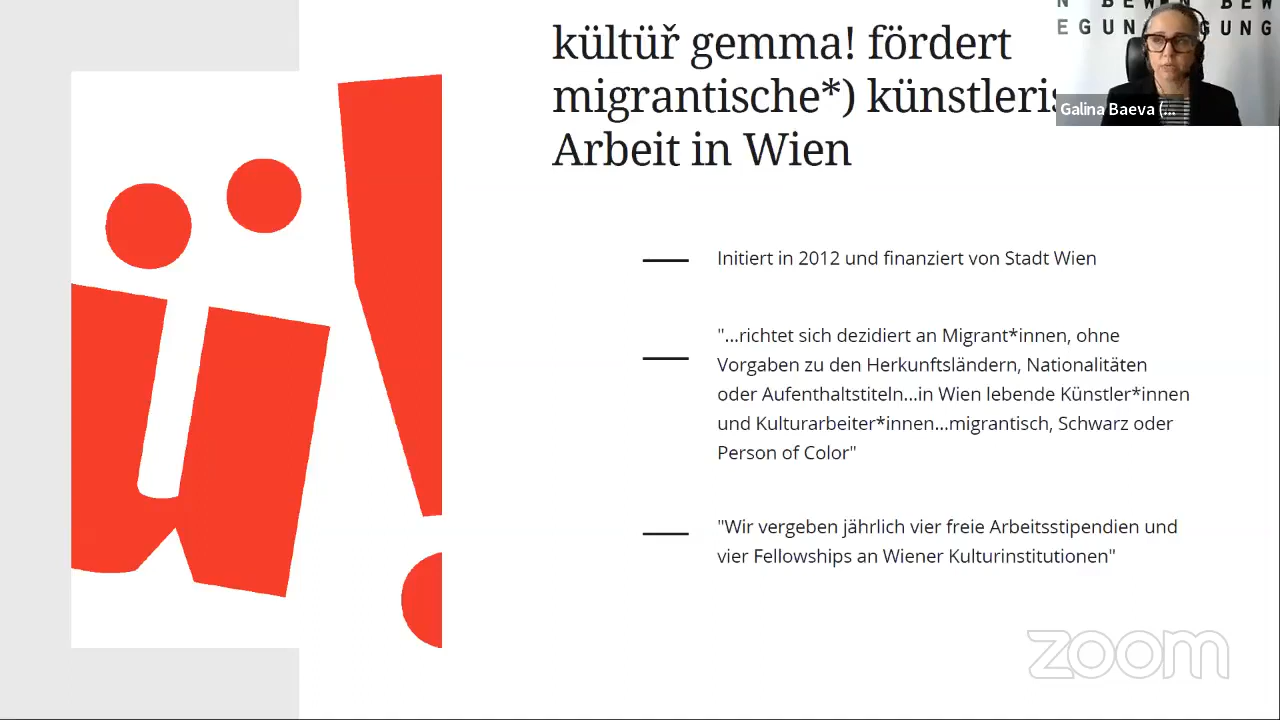 kültüř gemma! fördert
migrantische*)
Arbeit in Wien
Galina Baeva (...
Initiert in 2012 und finanziert von Stadt Wien
"...richtet sich dezidiert an Migrant*innen, ohne
Vorgaben zu den Herkunftsländern, Nationalitäten
oder Aufenthaltstiteln...in Wien lebende Künstler*innen
und Kulturarbeiter*innen...migrantisch, Schwarz oder
Person of Color"
"Wir vergeben jährlich vier freie Arbeitsstipendien und
vier Fellowships an Wiener Kulturinstitutionen"
ü!
zoom